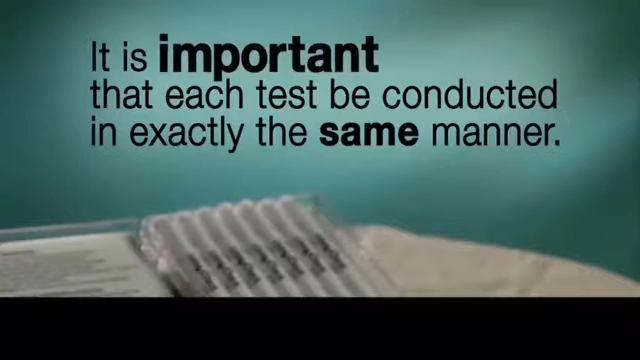 It is important
that each test be conducted
in exactly the same manner.